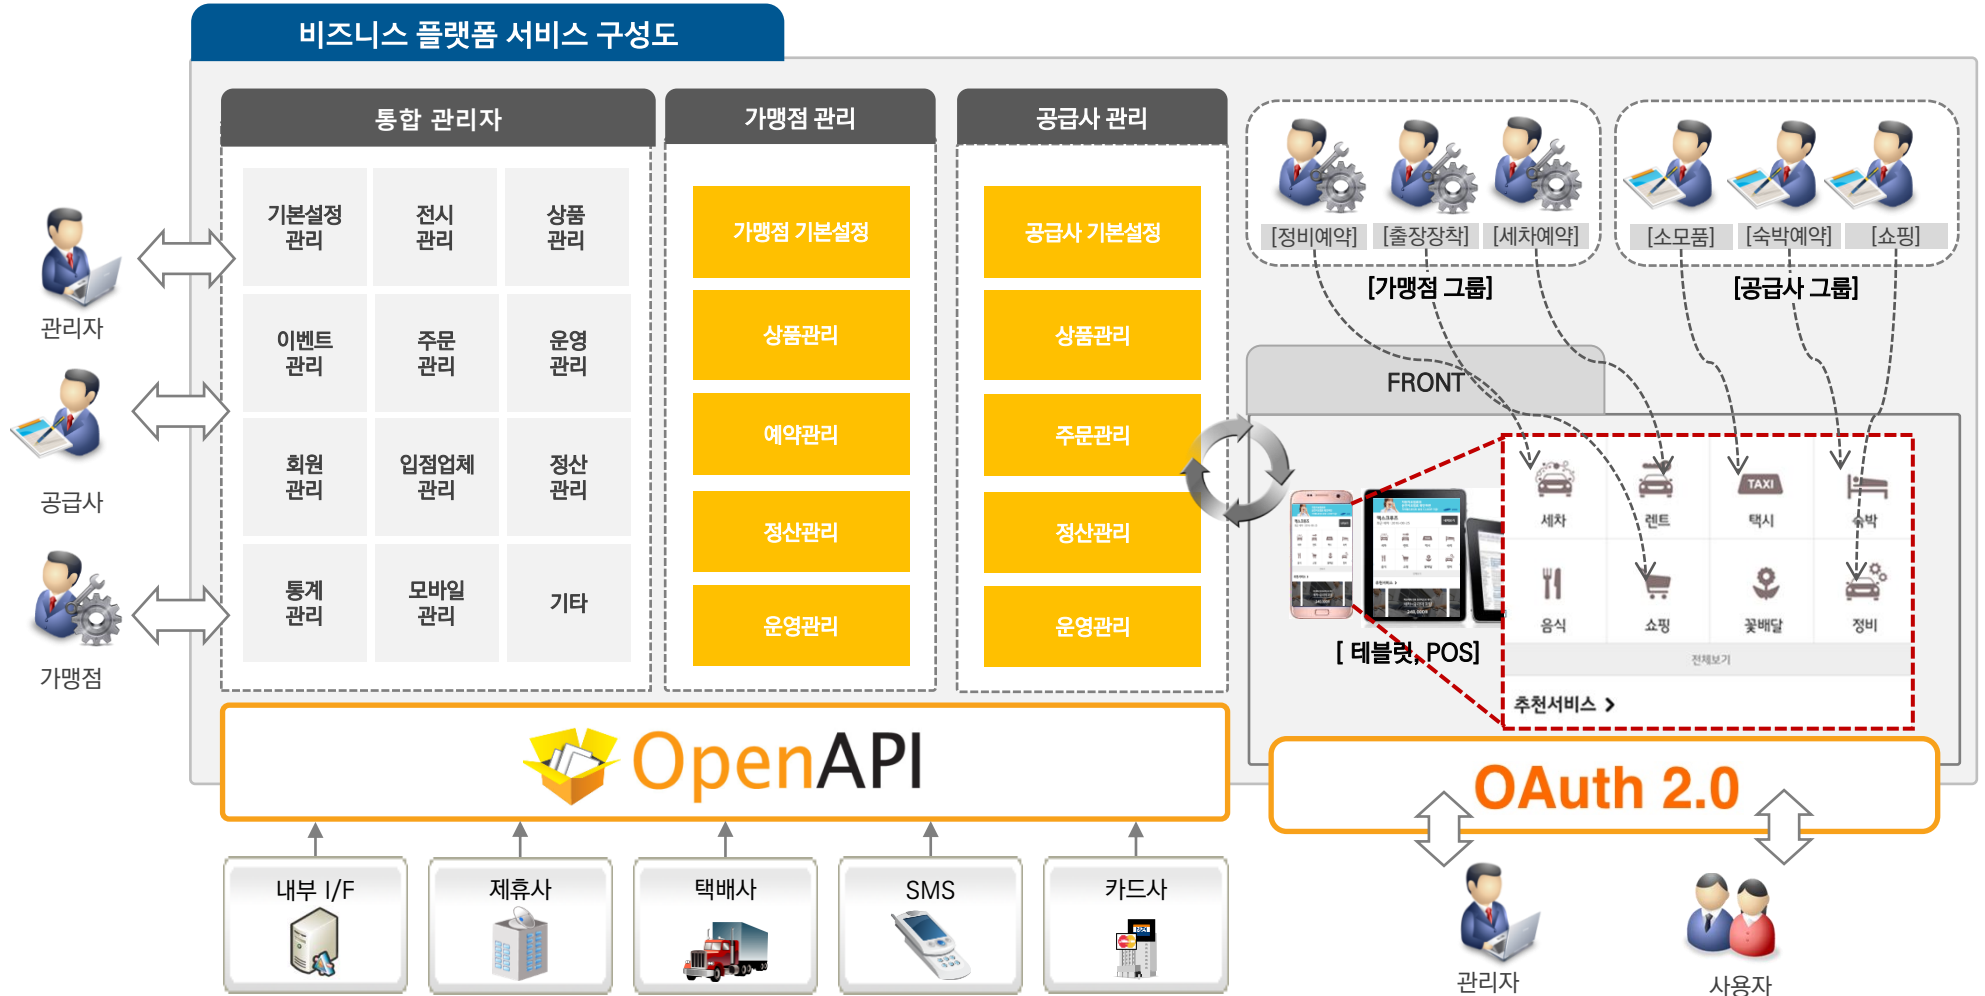 비즈니스 플랫폼 서비스 구성도
통합 관리자
기본설정
관리
전시
관리
상품
관리
이벤트
관리
주문
관리
운영
관리
회원
관리
입점업체
관리
정산
관리
통계
관리
모바일
관리
기타
가맹점 관리
가맹점 기본설정
상품관리
예약관리
정산관리
운영관리
공급사 관리
공급사 기본설정
상품관리
주문관리
정산관리
운영관리
관리자
공급사
가맹점
[정비예약]
[출장장착]
[세차예약]
[가맹점 그룹]
[소모품]
[숙박예약]
[쇼핑]
[공급사 그룹]
FRONT
[ 테블릿, POS]
TAXI
세차
렌트
택시
숙박
음식
쇼핑
꽃배달
정비
전체보기
추천서비스
OpenAPI
OAuth 2.0
내부 I/F
제휴사
택배사
SMS
카드사
관리자
사용자